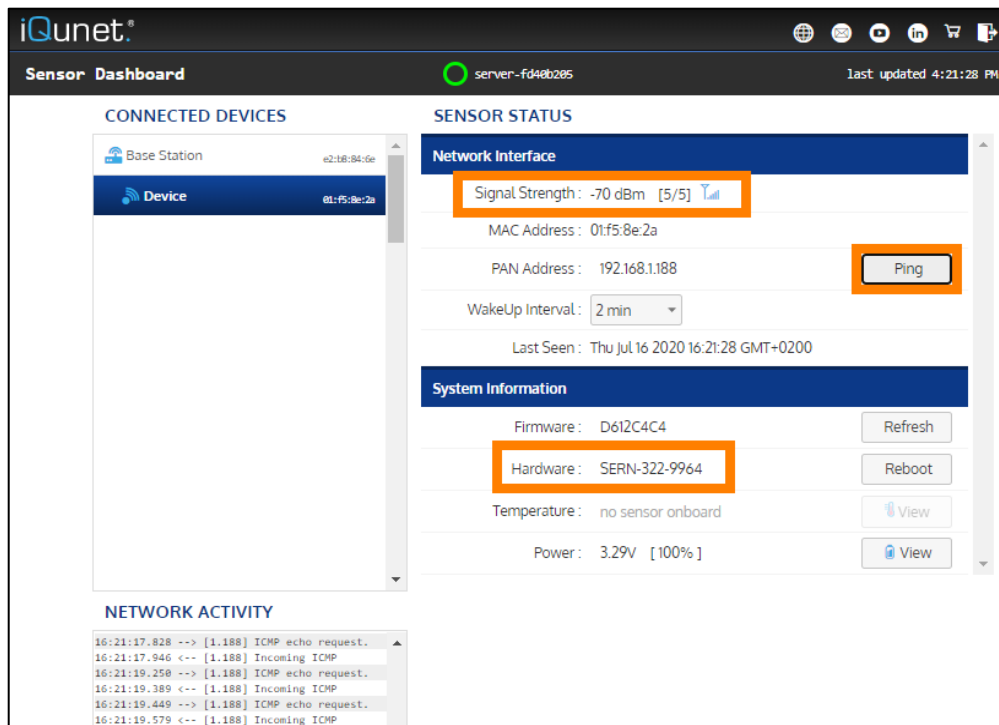 iQunet.®
Sensor Dashboard
server-fd40b205
last updated 4:21:28 PM
CONNECTED DEVICES
Base Station
e2:b8:84:6e
Device
01:f5:8e:2a
SENSOR STATUS
Network Interface
Signal Strength : -70 dBm [5/5]
MAC Address : 01:f5:8e:2a
PAN Address : 192.168.1.188
Ping
WakeUp Interval : 2 min
Last Seen : Thu Jul 16 2020 16:21:28 GMT+0200
System Information
Firmware : D612C4C4
Refresh
Hardware : SERN-322-9964
Reboot
Temperature : no sensor onboard
View
Power : 3.29V [ 100% ]
View
NETWORK ACTIVITY
16:21:17.828 --> [1.188] ICMP echo request.
16:21:17.946 <-- [1.188] Incoming ICMP
16:21:19.250 --> [1.188] ICMP echo request.
16:21:19.389 <-- [1.188] Incoming ICMP
16:21:19.449 --> [1.188] ICMP echo request.
16:21:19.579 <-- [1.188] Incoming ICMP